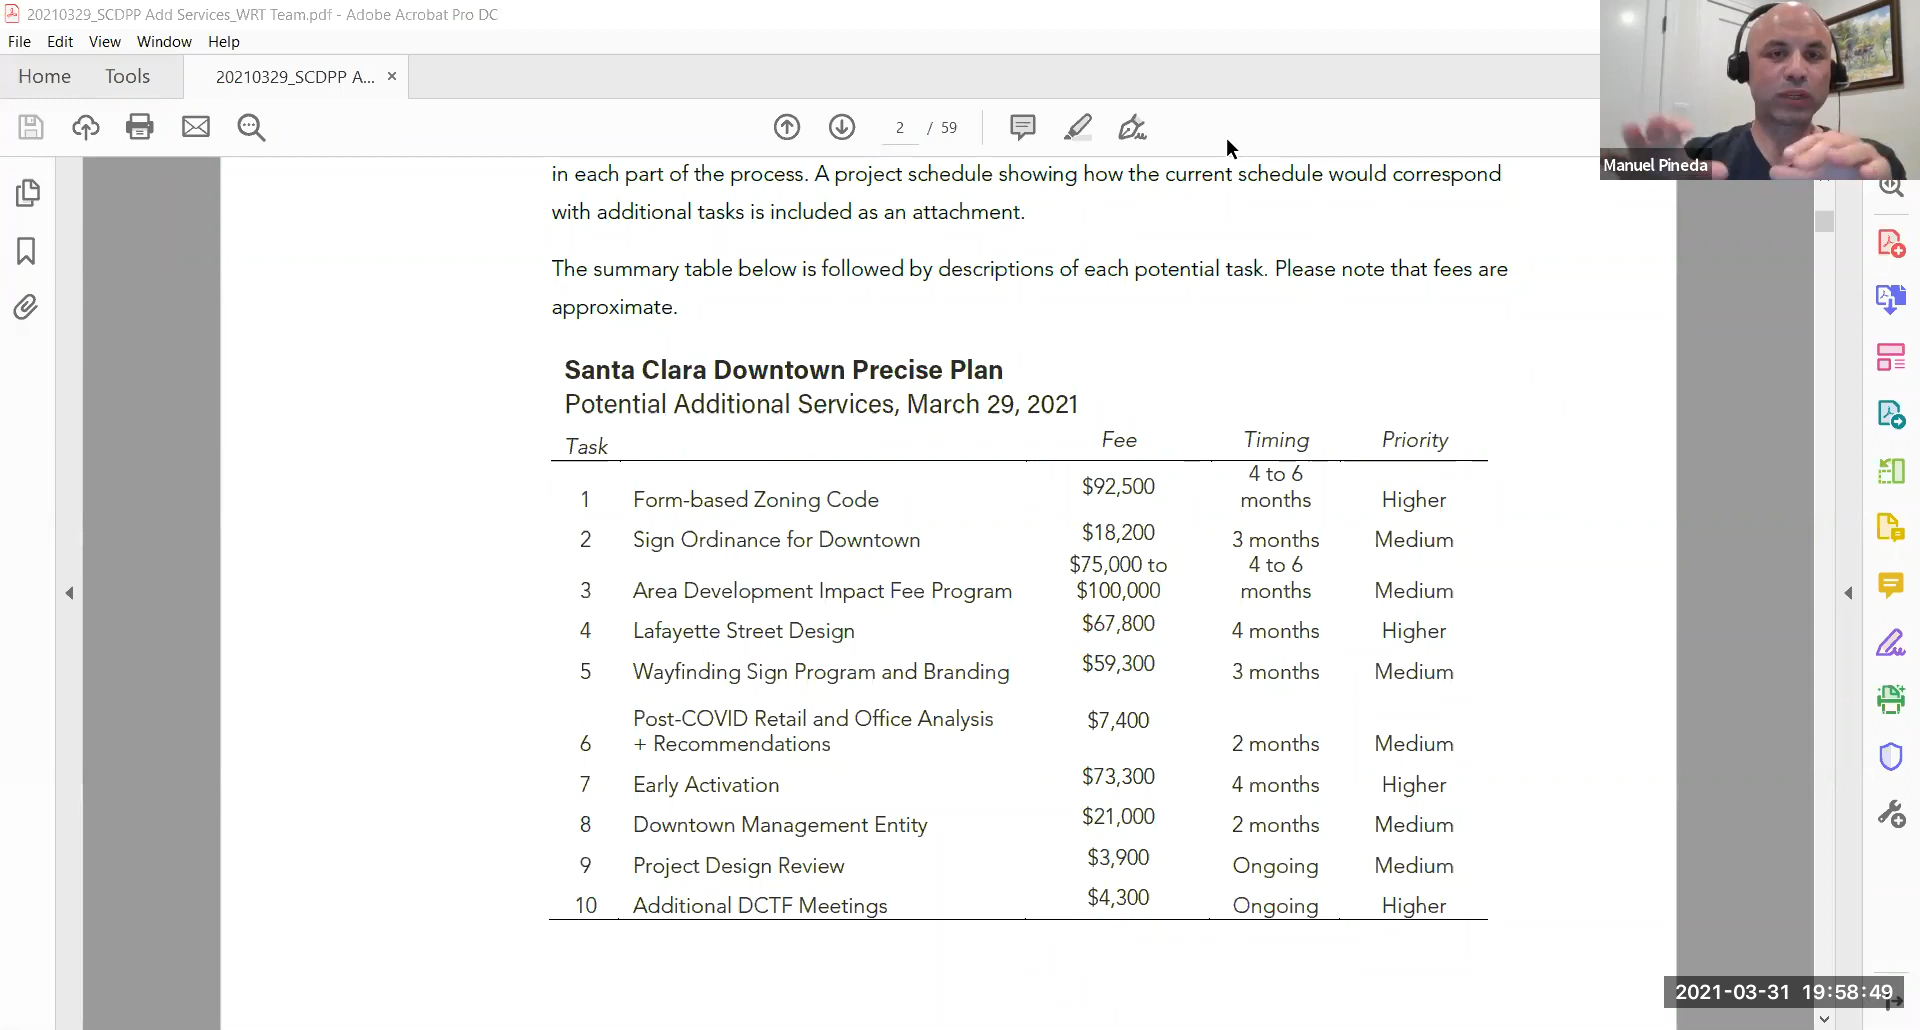 20210329_SCDPP Add Services_WRT Team.pdf - Adobe Acrobat Pro DC
File Edit View Window Help
Home Tools 20210329_SCDPP A... ×
2 / 59
Manuel Pineda
in each part of the process. A project schedule showing how the current schedule would correspond
with additional tasks is included as an attachment.
The summary table below is followed by descriptions of each potential task. Please note that fees are
approximate.
Santa Clara Downtown Precise Plan
Potential Additional Services, March 29, 2021
Task Fee Timing Priority
1 Form-based Zoning Code $92,500 4 to 6 months Higher
2 Sign Ordinance for Downtown $18,200 3 months Medium
3 Area Development Impact Fee Program $75,000 to $100,000 4 to 6 months Medium
4 Lafayette Street Design $67,800 4 months Higher
5 Wayfinding Sign Program and Branding $59,300 3 months Medium
6 Post-COVID Retail and Office Analysis + Recommendations $7,400 2 months Medium
7 Early Activation $73,300 4 months Higher
8 Downtown Management Entity $21,000 2 months Medium
9 Project Design Review $3,900 Ongoing Medium
10 Additional DCTF Meetings $4,300 Ongoing Higher
2021-03-31 19:58:49